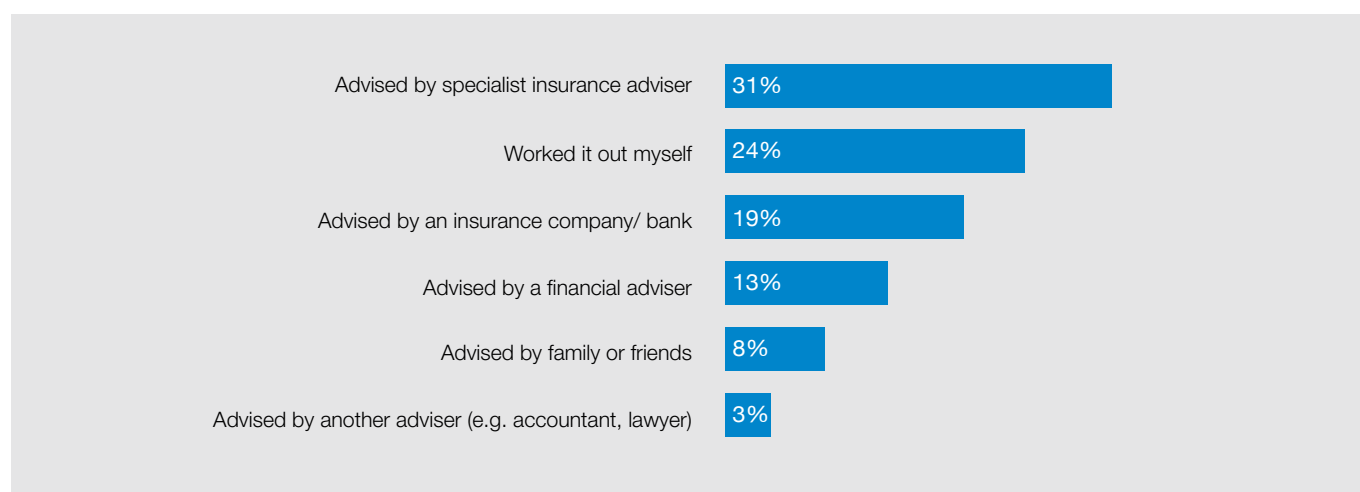 Advised by specialist insurance adviser 31%
Worked it out myself 24%
Advised by an insurance company/ bank 19%
Advised by a financial adviser 13%
Advised by family or friends 8%
Advised by another adviser (e.g. accountant, lawyer) 3%